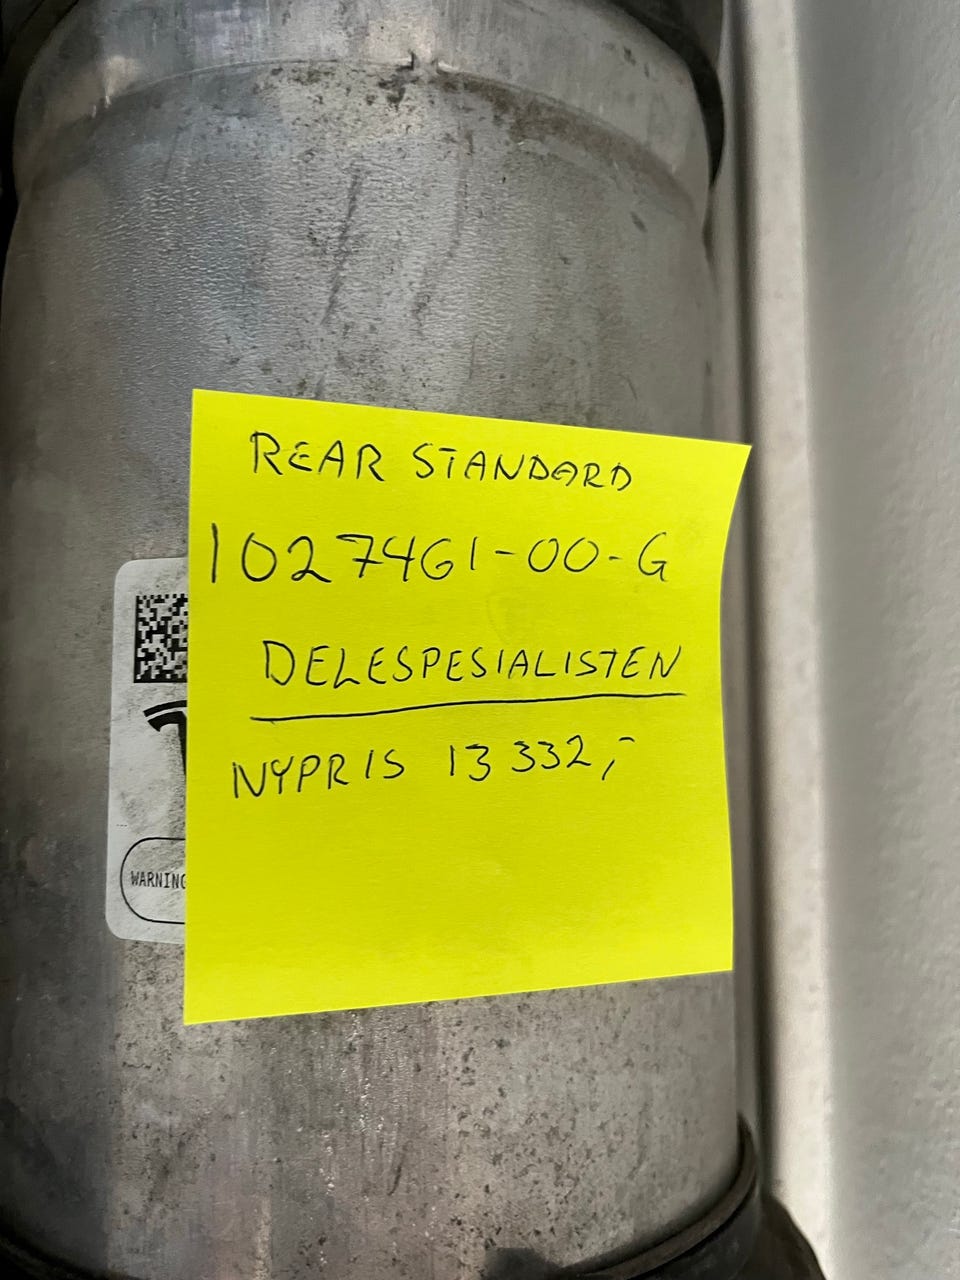 REAR STANDARD
1027461-00-G
DELESPESIALISTEN
NYPRIS 13 332,-
WARNING